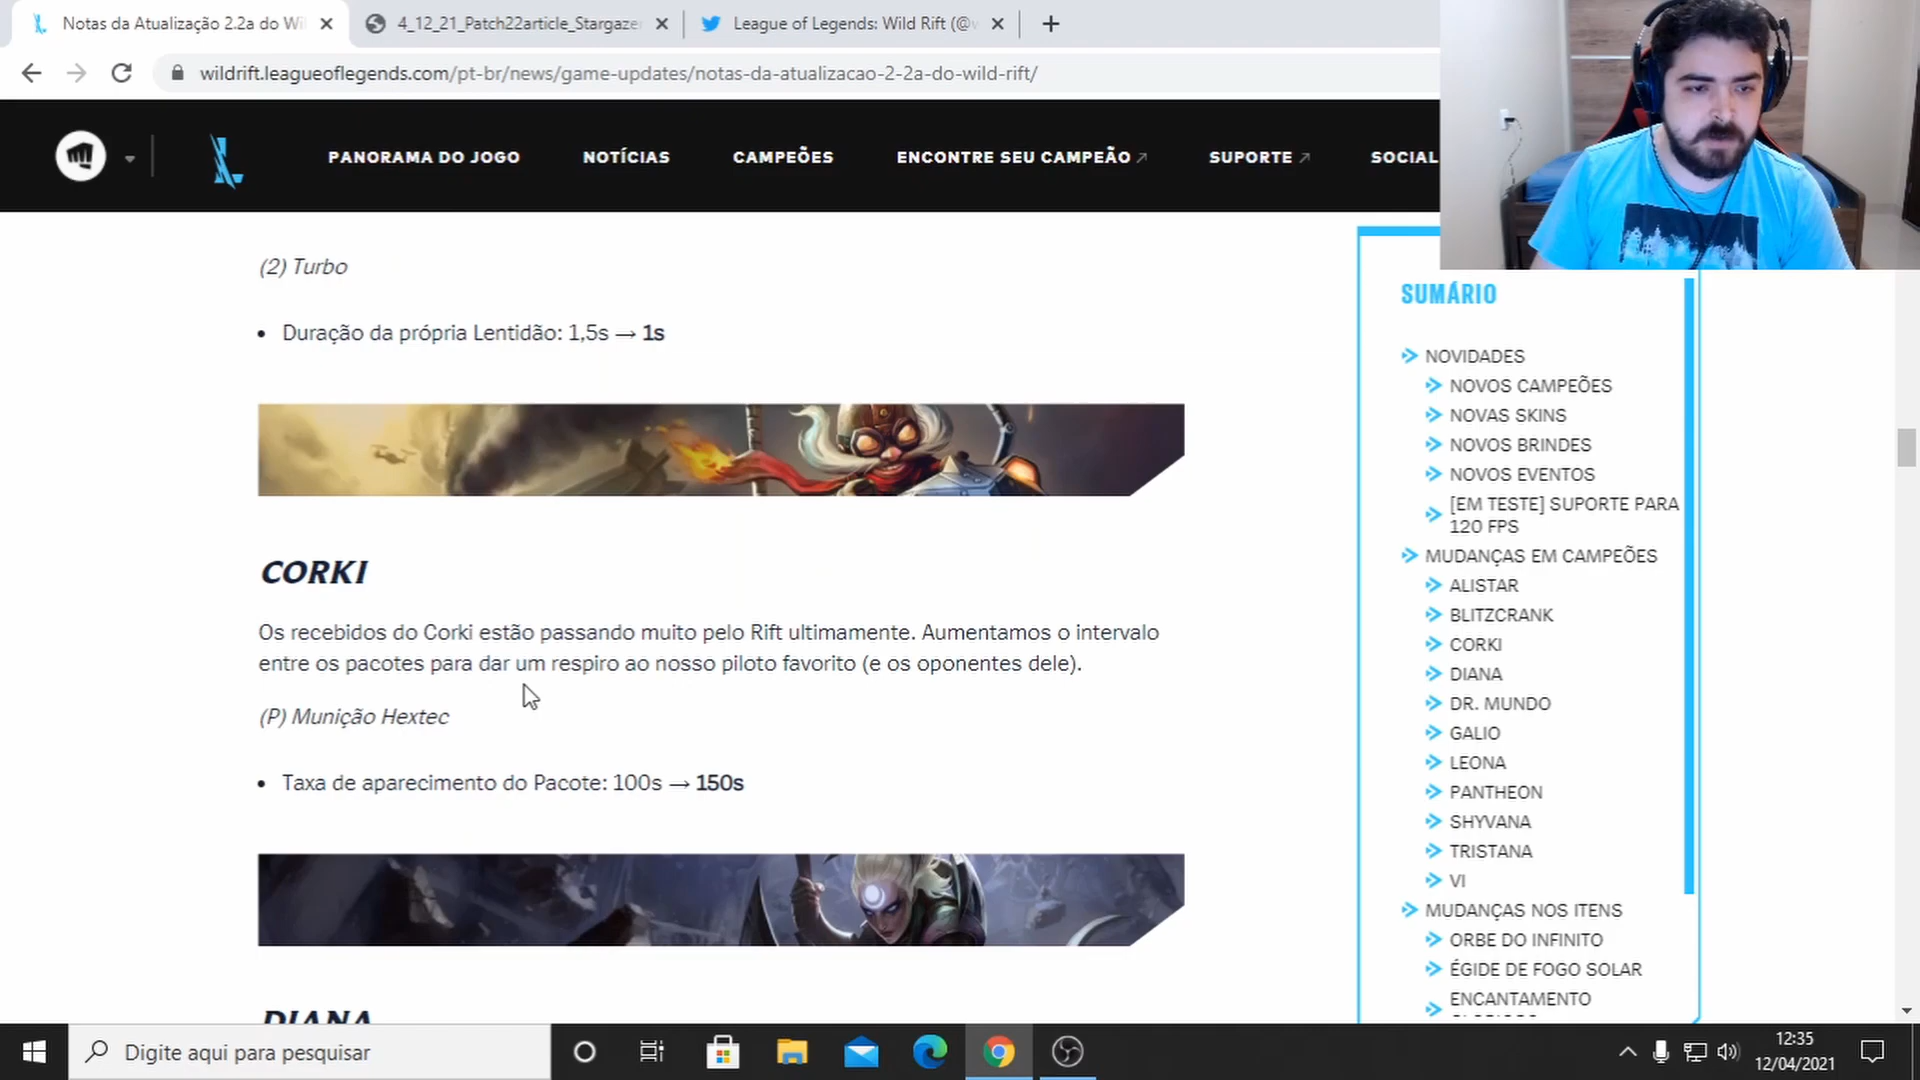 Notas da Atualização 2.2a do Wi
4_12_21_Patch22article_Stargaze
League of Legends: Wild Rift (@
wildrift.leagueoflegends.com/pt-br/news/game-updates/notas-da-atualizacao-2-2a-do-wild-rift/
PANORAMA DO JOGO
NOTÍCIAS
CAMPEÕES
ENCONTRE SEU CAMPEÃO
SUPORTE
SOCIAL
(2) Turbo
• Duração da própria Lentidão: 1,5s → 1s
CORKI
Os recebidos do Corki estão passando muito pelo Rift ultimamente. Aumentamos o intervalo
entre os pacotes para dar um respiro ao nosso piloto favorito (e os oponentes dele).
(P) Munição Hextec
• Taxa de aparecimento do Pacote: 100s → 150s
DIANA
SUMÁRIO
NOVIDADES
NOVOS CAMPEÕES
NOVAS SKINS
NOVOS BRINDES
NOVOS EVENTOS
[EM TESTE] SUPORTE PARA
120 FPS
MUDANÇAS EM CAMPEÕES
ALISTAR
BLITZCRANK
CORKI
DIANA
DR. MUNDO
GALIO
LEONA
PANTHEON
SHYVANA
TRISTANA
VI
MUDANÇAS NOS ITENS
ORBE DO INFINITO
ÉGIDE DE FOGO SOLAR
ENCANTAMENTO
Digite aqui para pesquisar
12:35
12/04/2021